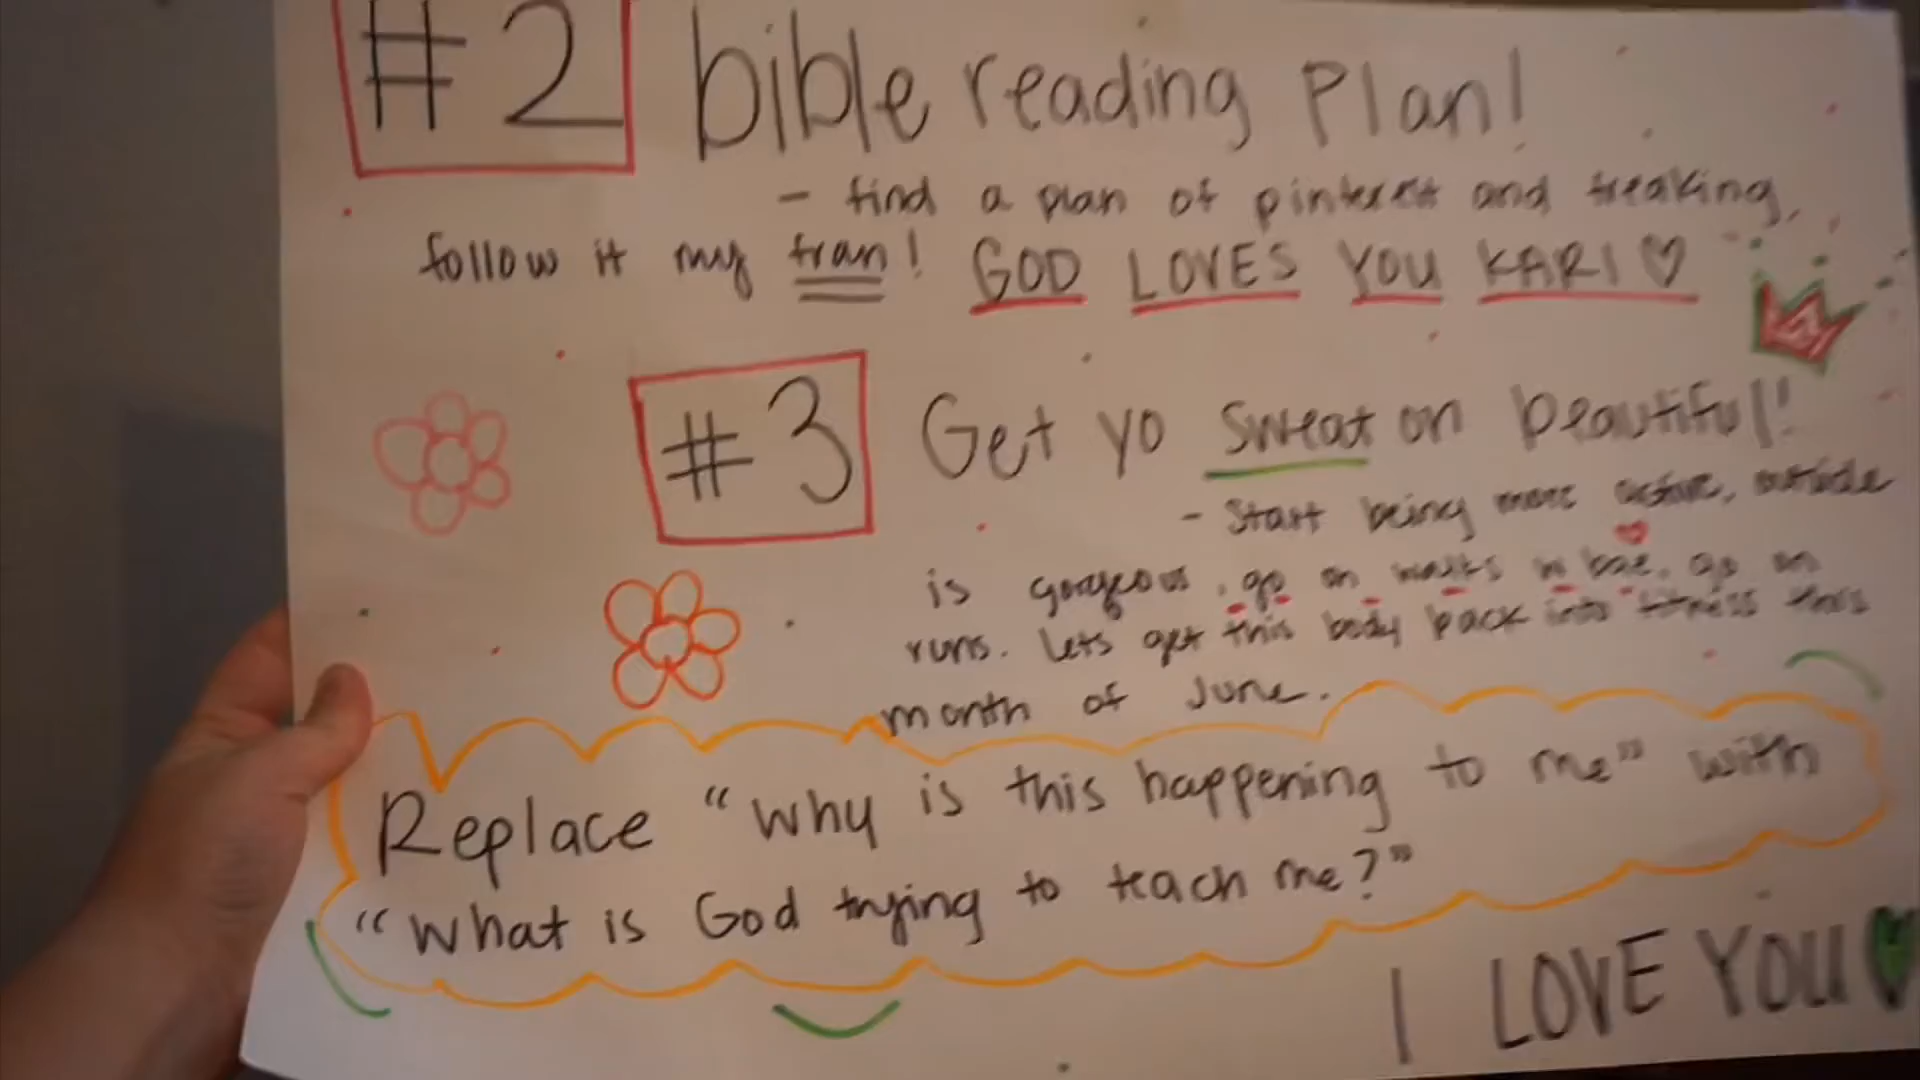 #2 bible reading Plan!
- find a plan of pinterest and freaking
follow it my fran! GOD LOVES YOU KARI
#3 Get yo sweat on beautiful!
- Start being more active, outside
is gorgeous, go on walks w bae, go on
runs. Lets get this body back into fitness this
month of June.
Replace "why is this happening to me" with
"what is God trying to teach me?"
I LOVE YOU